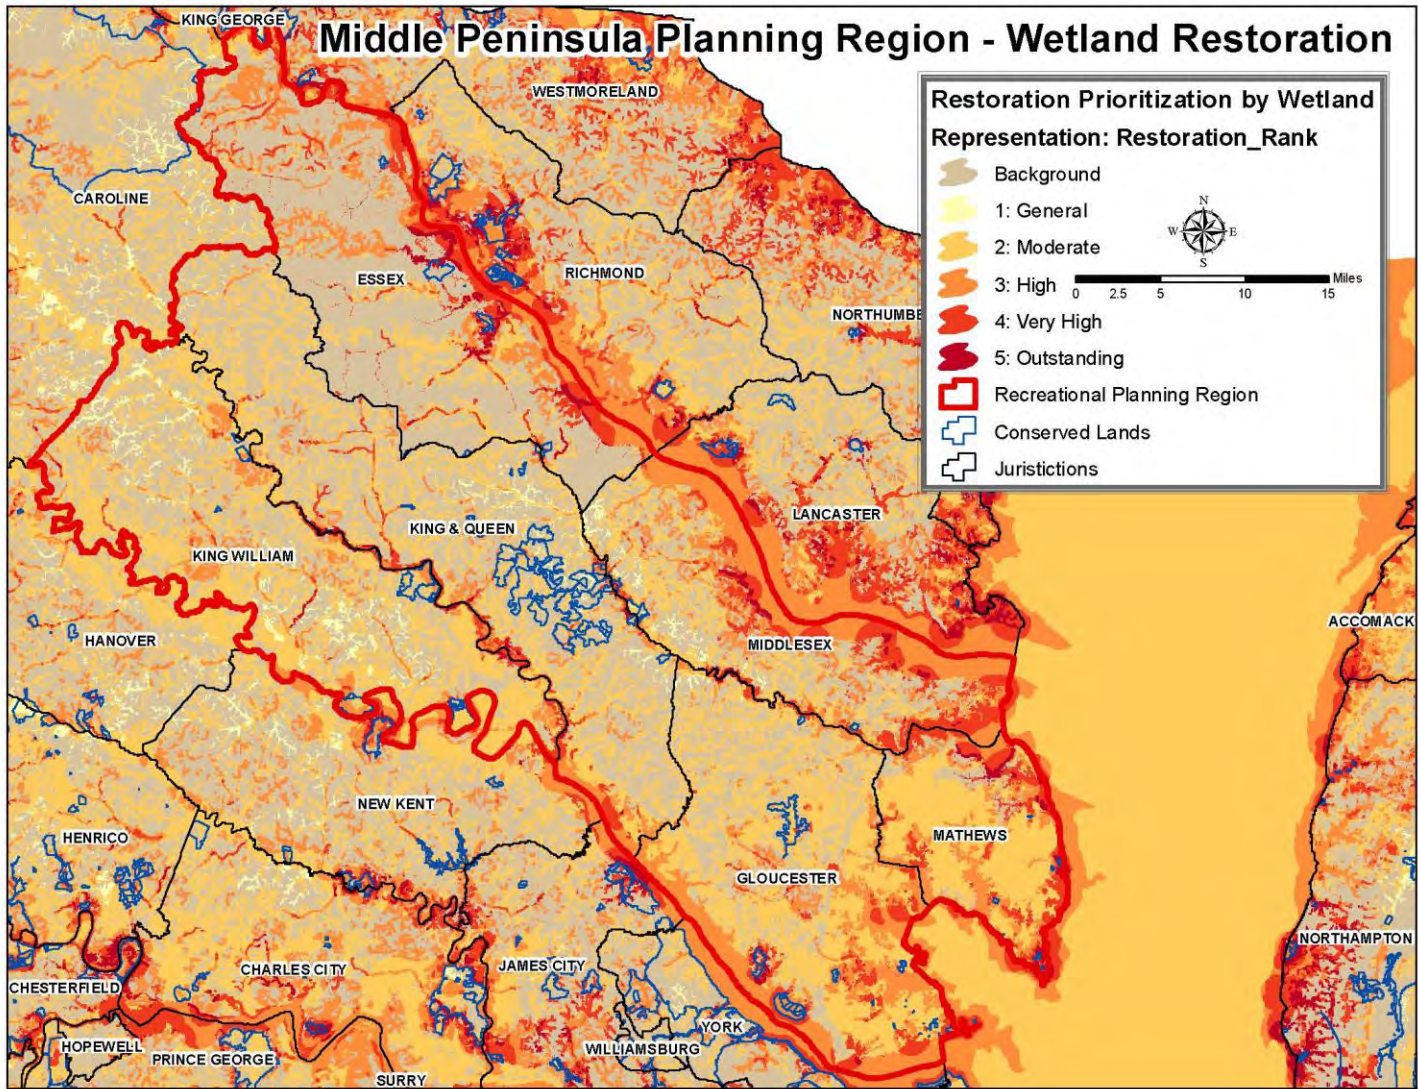 KING GEORGE
Middle Peninsula Planning Region - Wetland Restoration
WESTMORELAND
Restoration Prioritization by Wetland
Representation: Restoration_Rank
Background
1: General
2: Moderate
3: High
4: Very High
5: Outstanding
Recreational Planning Region
Conserved Lands
Juristictions
N
W
E
S
0 2.5 5 10 15 Miles
CAROLINE
ESSEX
RICHMOND
NORTHUMBE
LANCASTER
KING & QUEEN
KING WILLIAM
HANOVER
MIDDLESEX
ACCOMACK
NEW KENT
HENRICO
MATHEWS
GLOUCESTER
NORTHAMPTON
CHARLES CITY
JAMES CITY
CHESTERFIELD
YORK
HOPEWELL
PRINCE GEORGE
WILLIAMSBURG
SURRY